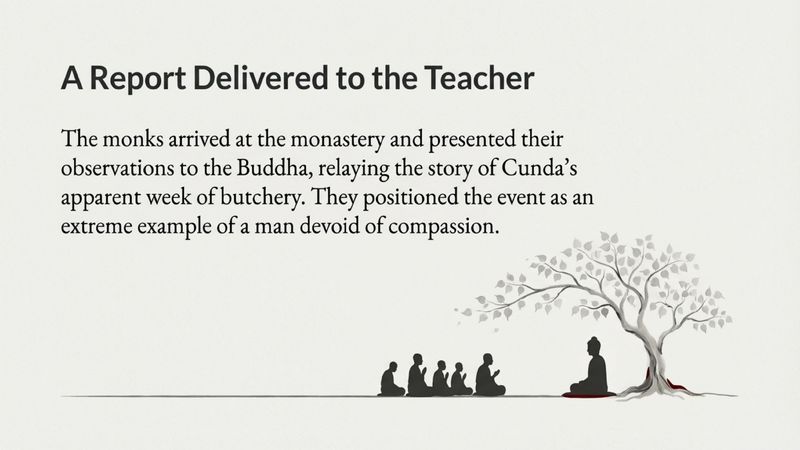 A Report Delivered to the Teacher
The monks arrived at the monastery and presented their
observations to the Buddha, relaying the story of Cunda’s
apparent week of butchery. They positioned the event as an
extreme example of a man devoid of compassion.